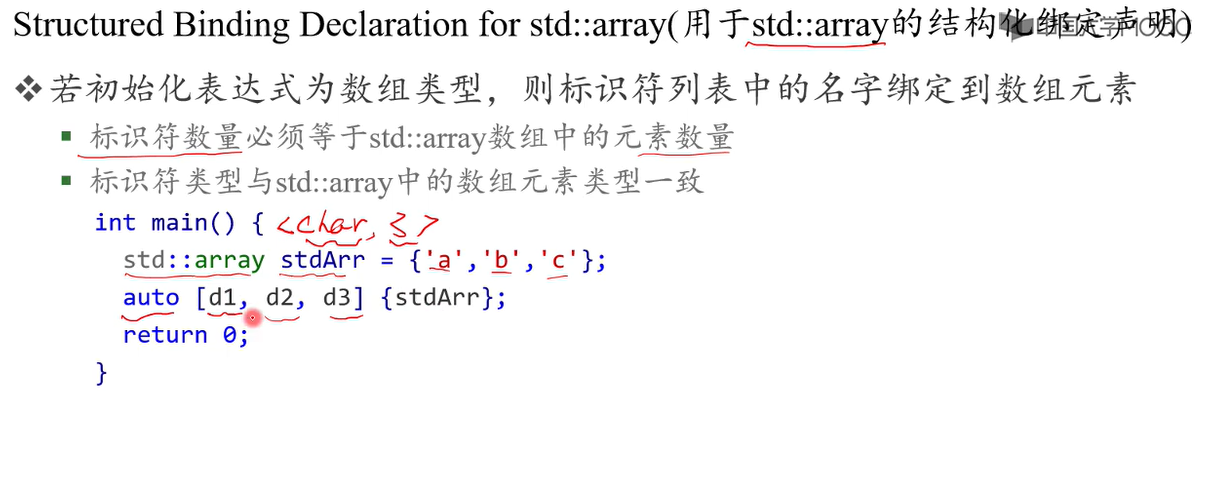 Structured Binding Declaration for std::array(用于std::array的结构化绑定声明)
❖若初始化表达式为数组类型，则标识符列表中的名字绑定到数组元素
▪ 标识符数量必须等于std::array数组中的元素数量
▪ 标识符类型与std::array中的数组元素类型一致
int main() { <char, 3>
std::array stdArr = {'a','b','c'};
auto [d1, d2, d3] {stdArr};
return 0;
}